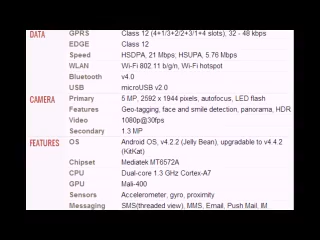 DATA GPRS Class 12 (4+1/3+2/2+3/1+4 slots), 32 - 48 kbps
EDGE Class 12
Speed HSDPA, 21 Mbps; HSUPA, 5.76 Mbps
WLAN Wi-Fi 802.11 b/g/n, Wi-Fi hotspot
Bluetooth v4.0
USB microUSB v2.0
CAMERA Primary 5 MP, 2592 x 1944 pixels, autofocus, LED flash
Features Geo-tagging, face and smile detection, panorama, HDR
Video 1080p@30fps
Secondary 1.3 MP
FEATURES OS Android OS, v4.2.2 (Jelly Bean), upgradable to v4.4.2
(KitKat)
Chipset Mediatek MT6572A
CPU Dual-core 1.3 GHz Cortex-A7
GPU Mali-400
Sensors Accelerometer, gyro, proximity
Messaging SMS(threaded view), MMS, Email, Push Mail, IM